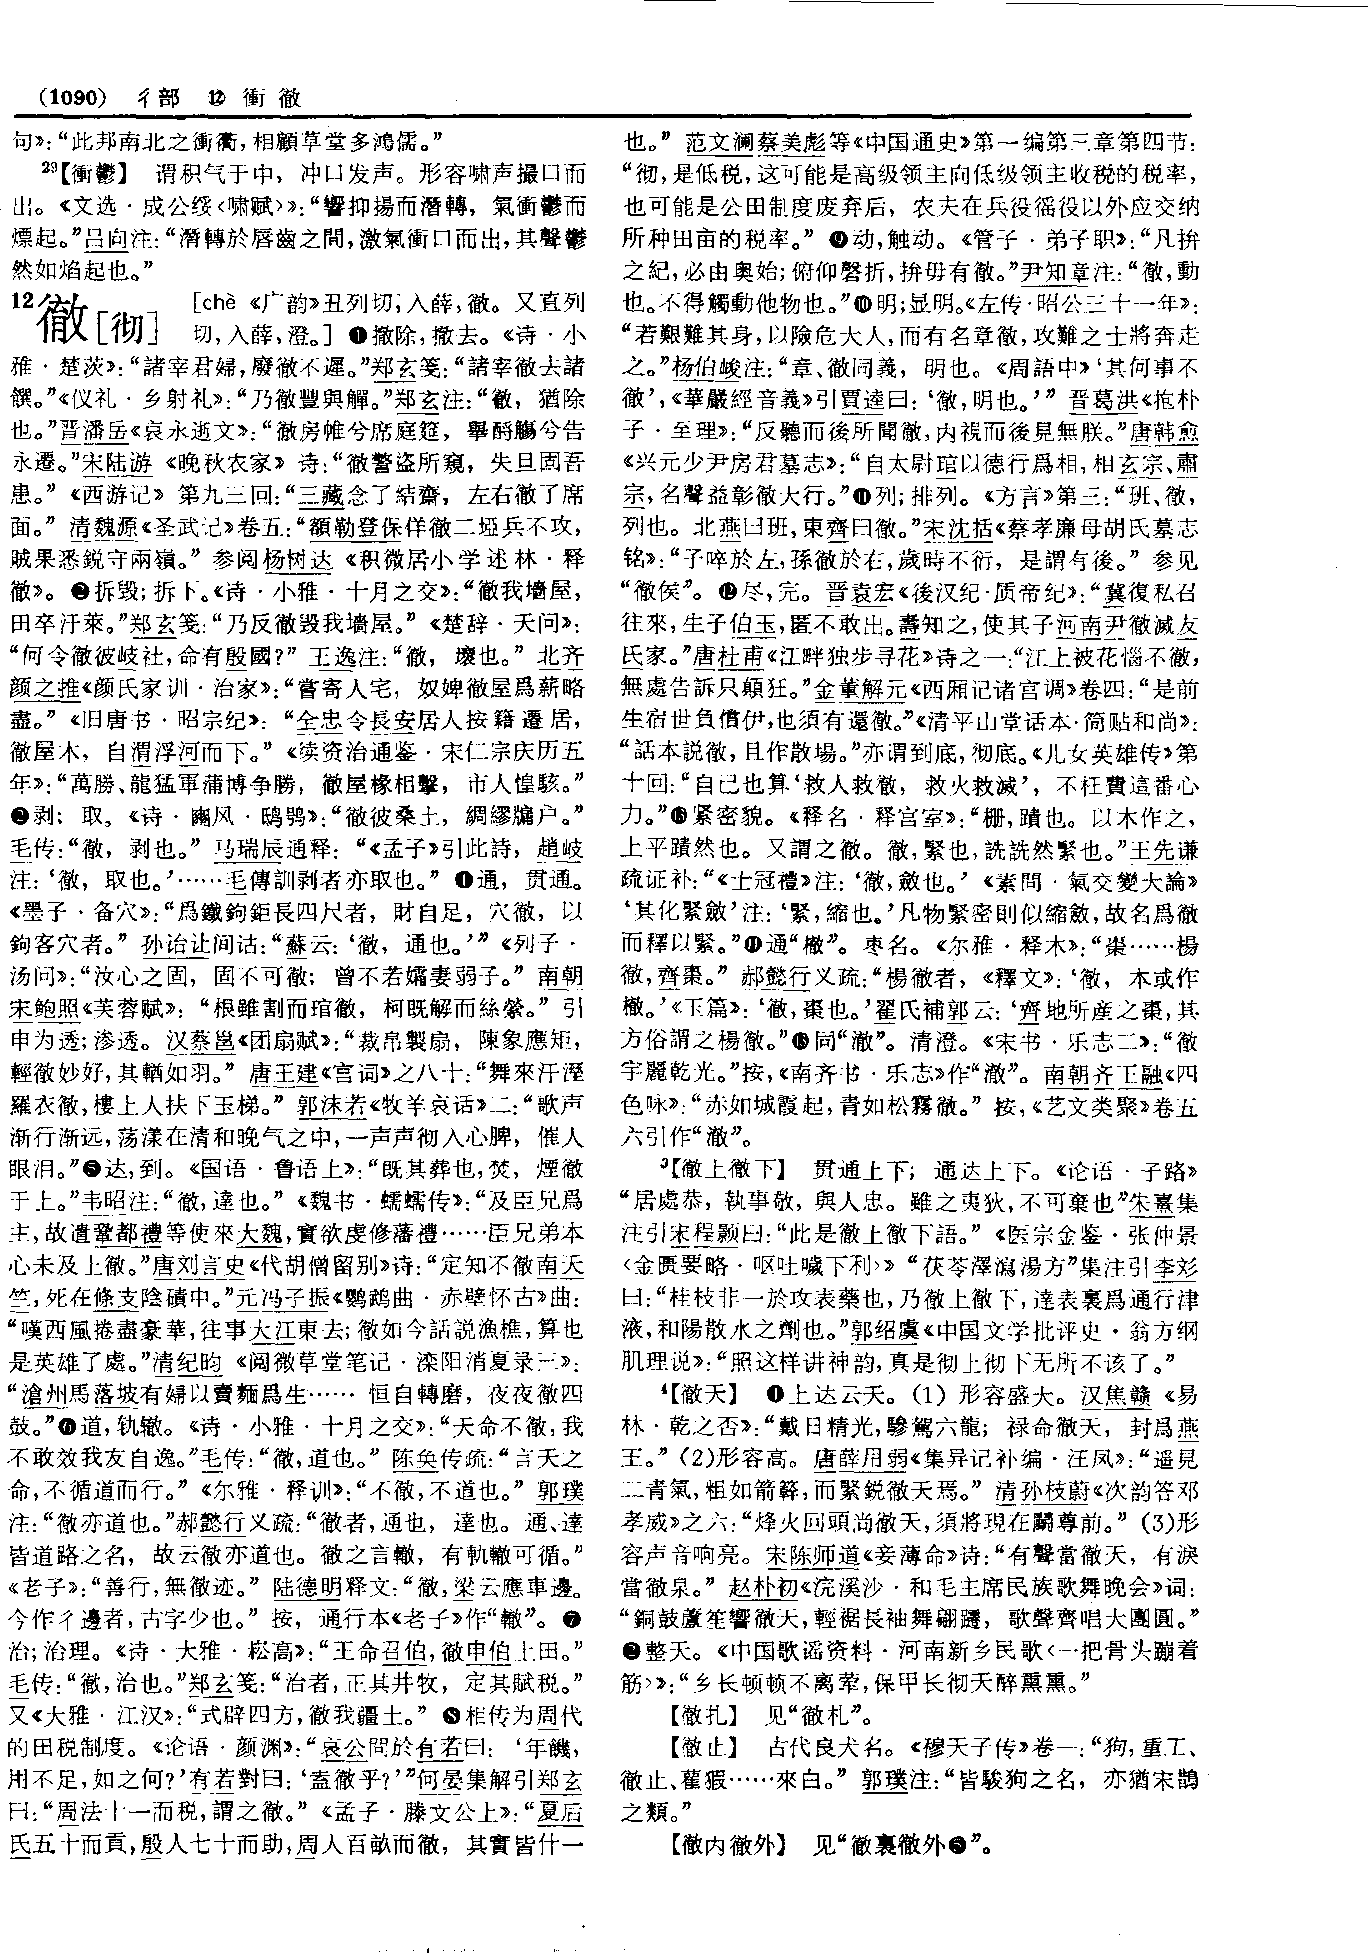 (1090) 彳部 ⑫ 衝徹
句》：“此邦南北之衝衢，相顧草堂多鴻儒。”
29【衝鬱】 谓积气于中，冲口发声。形容啸声撮口而
出。《文选·成公绥〈啸赋〉》：“響抑揚而潛轉，氣衝鬱而
熛起。”吕向注：“潛轉於唇齒之間，激氣衝口而出，其聲鬱
然如焰起也。”
12徹[彻] [chè 《广韵》丑列切，入薛，徹。又直列
切，入薛，澄。] ❶撤除，撤去。《诗·小
雅·楚茨》：“諸宰君婦，廢徹不遲。”郑玄笺：“諸宰徹去諸
饌。”《仪礼·乡射礼》：“乃徹豐與觶。”郑玄注：“徹，猶除
也。”晋潘岳《哀永逝文》：“徹房帷兮席庭筵，舉酹觴兮告
永遷。”宋陆游《晚秋农家》诗：“徹警盜所窺，失旦固吾
患。”《西游记》第九三回：“三藏念了結齋，左右徹了席
面。”清魏源《圣武记》卷五：“額勒登保佯徹二埡兵不攻，
賊果悉銳守兩嶺。”参阅杨树达《积微居小学述林·释
徹》。❷拆毁；拆下。《诗·小雅·十月之交》：“徹我墻屋，
田卒汙萊。”郑玄笺：“乃反徹毀我墻屋。”《楚辞·天问》：
“何令徹彼岐社，命有殷國？”王逸注：“徹，壞也。”北齐
颜之推《颜氏家训·治家》：“嘗寄人宅，奴婢徹屋爲薪略
盡。”《旧唐书·昭宗纪》：“全忠令長安居人按籍遷居，
徹屋木，自渭浮河而下。”《续资治通鉴·宋仁宗庆历五
年》：“萬勝、龍猛軍蒲博争勝，徹屋椽相擊，市人惶駭。”
❸剥；取。《诗·豳风·鸱鸮》：“徹彼桑土，綢繆牖户。”
毛传：“徹，剥也。”马瑞辰通释：“《孟子》引此詩，趙岐
注：‘徹，取也。’……毛傳訓剥者亦取也。”❹通，贯通。
《墨子·备穴》：“爲鐵鉤鉅長四尺者，財自足，穴徹，以
鉤客穴者。”孙诒让间诂：“蘇云：‘徹，通也。’”《列子·
汤问》：“汝心之固，固不可徹；曾不若孀妻弱子。”南朝
宋鲍照《芙蓉赋》：“根雖割而琯徹，柯既解而絲縈。”引
申为透；渗透。汉蔡邕《团扇赋》：“裁帛製扇，陳象應矩，
輕徹妙好，其輶如羽。”唐王建《宫词》之八十：“舞來汗溼
羅衣徹，樓上人扶下玉梯。”郭沫若《牧羊哀话》二：“歌声
渐行渐远，荡漾在清和晚气之中，一声声彻入心脾，催人
眼泪。”❺达，到。《国语·鲁语上》：“既其葬也，焚，煙徹
于上。”韦昭注：“徹，達也。”《魏书·蠕蠕传》：“及臣兄爲
主，故遣鞏都禮等使來大魏，實欲虔修藩禮……臣兄弟本
心未及上徹。”唐刘言史《代胡僧留别》诗：“定知不徹南天
竺，死在條支陰磧中。”元冯子振《鹦鹉曲·赤壁怀古》曲：
“嘆西風捲盡豪華，往事大江東去；徹如今話説漁樵，算也
是英雄了處。”清纪昀《阅微草堂笔记·滦阳消夏录三》：
“滄州馬落坡有婦以賣麵爲生……恒自轉磨，夜夜徹四
鼓。”❻道，轨辙。《诗·小雅·十月之交》：“天命不徹，我
不敢效我友自逸。”毛传：“徹，道也。”陈奂传疏：“言天之
命，不循道而行。”《尔雅·释训》：“不徹，不道也。”郭璞
注：“徹亦道也。”郝懿行义疏：“徹者，通也，達也。通、達
皆道路之名，故云徹亦道也。徹之言轍，有軌轍可循。”
《老子》：“善行，無徹迹。”陆德明释文：“徹，梁云應車邊。
今作彳邊者，古字少也。”按，通行本《老子》作“轍”。❼
治；治理。《诗·大雅·崧高》：“王命召伯，徹申伯土田。”
毛传：“徹，治也。”郑玄笺：“治者，正其井牧，定其賦税。”
又《大雅·江汉》：“式辟四方，徹我疆土。”❽相传为周代
的田税制度。《论语·颜渊》：“哀公問於有若曰：‘年饑，
用不足，如之何？’有若對曰：‘盍徹乎？’”何晏集解引郑玄
曰：“周法十一而税，謂之徹。”《孟子·滕文公上》：“夏后
氏五十而貢，殷人七十而助，周人百畝而徹，其實皆什一
也。”范文澜蔡美彪等《中国通史》第一编第三章第四节：
“彻，是低税，这可能是高级领主向低级领主收税的税率，
也可能是公田制度废弃后，农夫在兵役徭役以外应交纳
所种田亩的税率。”❾动，触动。《管子·弟子职》：“凡拚
之紀，必由奥始；俯仰磬折，拚毋有徹。”尹知章注：“徹，動
也。不得觸動他物也。”❿明；显明。《左传·昭公三十一年》：
“若艱難其身，以險危大人，而有名章徹，攻難之士將奔走
之。”杨伯峻注：“章、徹同義，明也。《周語中》‘其何事不
徹’，《華嚴經音義》引賈逵曰：‘徹，明也。’”晋葛洪《抱朴
子·至理》：“反聽而後所聞徹，内視而後見無朕。”唐韩愈
《兴元少尹房君墓志》：“自太尉琯以德行爲相，相玄宗、肅
宗，名聲益彰徹大行。”⓫列；排列。《方言》第三：“班、徹，
列也。北燕曰班，東齊曰徹。”宋沈括《蔡孝廉母胡氏墓志
铭》：“子啐於左，孫徹於右，歲時不衍，是謂有後。”参见
“徹侯”。⓬尽，完。晋袁宏《後汉纪·质帝纪》：“冀復私召
往來，生子伯玉，匿不敢出。壽知之，使其子河南尹徹滅友
氏家。”唐杜甫《江畔独步寻花》诗之一：“江上被花惱不徹，
無處告訴只顛狂。”金董解元《西厢记诸宫调》卷四：“是前
生宿世負償伊，也須有還徹。”《清平山堂话本·简贴和尚》：
“話本説徹，且作散場。”亦谓到底，彻底。《儿女英雄传》第
十回：“自己也算‘救人救徹，救火救滅’，不枉費這番心
力。”⓭紧密貌。《释名·释宫室》：“栅，蹟也。以木作之，
上平蹟然也。又謂之徹。徹，緊也，詵詵然緊也。”王先谦
疏证补：“《士冠禮》注：‘徹，斂也。’《素問·氣交變大論》
‘其化緊斂’注：‘緊，縮也。’凡物緊密則似縮斂，故名爲徹
而釋以緊。”⓮通“樴”。枣名。《尔雅·释木》：“棗……楊
徹，齊棗。”郝懿行义疏：“楊徹者，《釋文》：‘徹，本或作
樴。’《玉篇》：‘徹，棗也。’翟氏補郭云：‘齊地所産之棗，其
方俗謂之楊徹。”⓯同“澈”。清澄。《宋书·乐志二》：“徹
宇麗乾光。”按，《南齐书·乐志》作“澈”。南朝齐王融《四
色咏》：“赤如城霞起，青如松霧徹。”按，《艺文类聚》卷五
六引作“澈”。
3【徹上徹下】 贯通上下；通达上下。《论语·子路》
“居處恭，執事敬，與人忠。雖之夷狄，不可棄也”朱熹集
注引宋程颢曰：“此是徹上徹下語。”《医宗金鉴·张仲景
〈金匮要略·呕吐哕下利〉》“茯苓澤瀉湯方”集注引李彣
曰：“桂枝非一於攻表藥也，乃徹上徹下，達表裏爲通行津
液，和陽散水之劑也。”郭绍虞《中国文学批评史·翁方纲
肌理说》：“照这样讲神韵，真是彻上彻下无所不该了。”
4【徹天】 ❶上达云天。(1)形容盛大。汉焦赣《易
林·乾之否》：“戴日精光，驂駕六龍；禄命徹天，封爲燕
王。”(2)形容高。唐薛用弱《集异记补编·汪凤》：“遥見
二青氣，粗如箭簳，而緊鋭徹天焉。”清孙枝蔚《次韵答邓
孝威》之六：“烽火回頭尚徹天，須將現在鬬尊前。”(3)形
容声音响亮。宋陈师道《妾薄命》诗：“有聲當徹天，有淚
當徹泉。”赵朴初《浣溪沙·和毛主席民族歌舞晚会》词：
“銅鼓蘆笙響徹天，輕裾長袖舞翩躚，歌聲齊唱大團圓。”
❷整天。《中国歌谣资料·河南新乡民歌〈一把骨头蹦着
筋〉》：“乡长顿顿不离荤，保甲长彻天醉熏熏。”
【徹扎】 见“徹札”。
【徹止】 古代良犬名。《穆天子传》卷一：“狗，重工、
徹止、雚猳……來白。”郭璞注：“皆駿狗之名，亦猶宋鵲
之類。”
【徹内徹外】 见“徹裏徹外❺”。